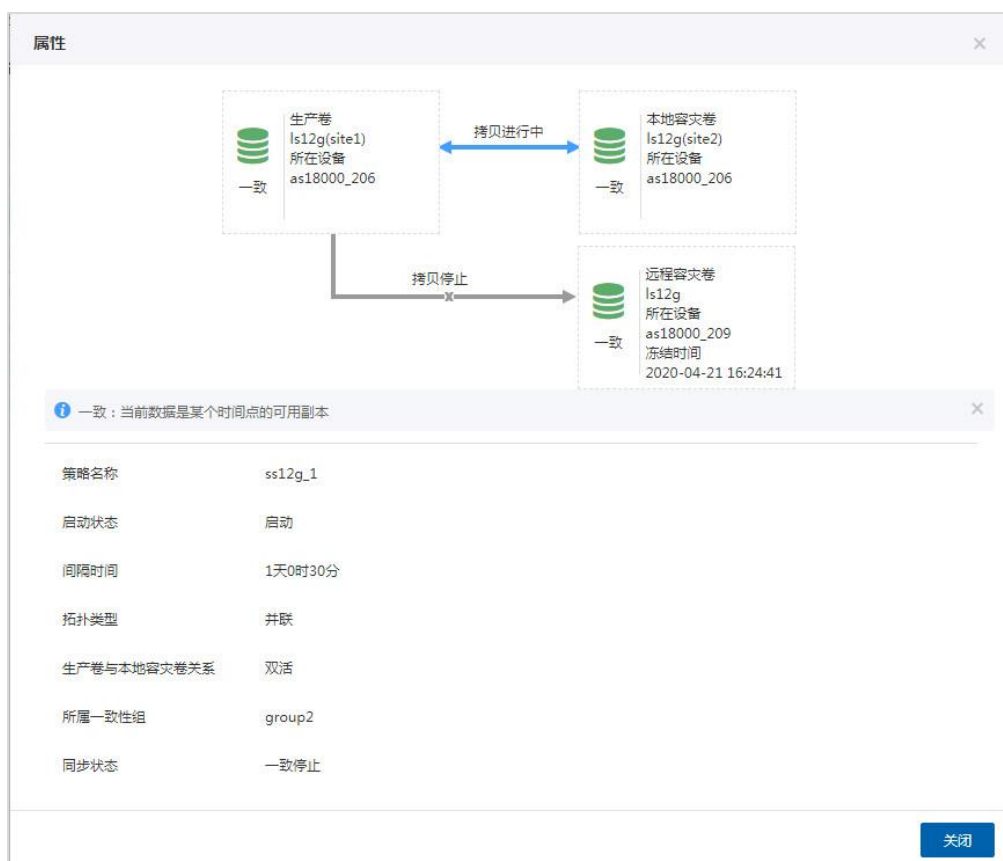 属性
生产卷
ls12g(site1)
所在设备
as18000_206
一致
拷贝进行中
本地容灾卷
ls12g(site2)
所在设备
as18000_206
一致
拷贝停止
远程容灾卷
ls12g
所在设备
as18000_209
冻结时间
2020-04-21 16:24:41
一致
一致：当前数据是某个时间点的可用副本
策略名称 ss12g_1
启动状态 启动
间隔时间 1天0时30分
拓扑类型 并联
生产卷与本地容灾卷关系 双活
所属一致性组 group2
同步状态 一致停止
关闭